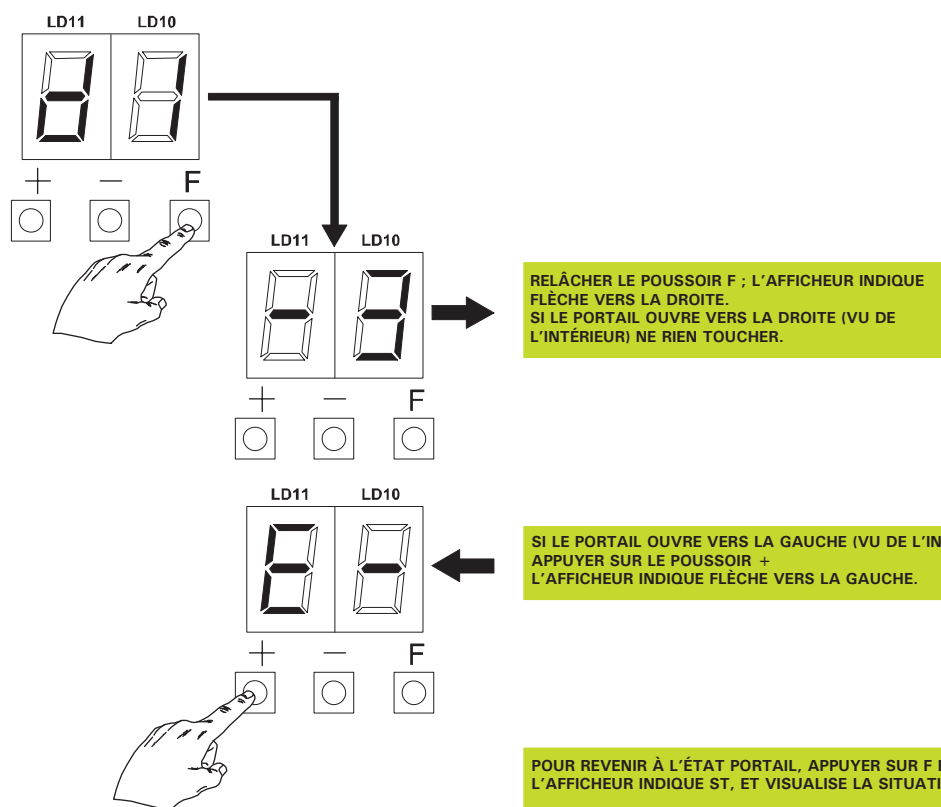 LD11 LD10
+ − F
LD11 LD10
RELÂCHER LE POUSSOIR F ; L'AFFICHEUR INDIQUE
FLÈCHE VERS LA DROITE.
SI LE PORTAIL OUVRE VERS LA DROITE (VU DE
L'INTÉRIEUR) NE RIEN TOUCHER.
+ − F
LD11 LD10
SI LE PORTAIL OUVRE VERS LA GAUCHE (VU DE
APPUYER SUR LE POUSSOIR +
L'AFFICHEUR INDIQUE FLÈCHE VERS LA GAUCHE.
+ − F
POUR REVENIR À L'ÉTAT PORTAIL, APPUYER SUR F
L'AFFICHEUR INDIQUE ST, ET VISUALISE LA